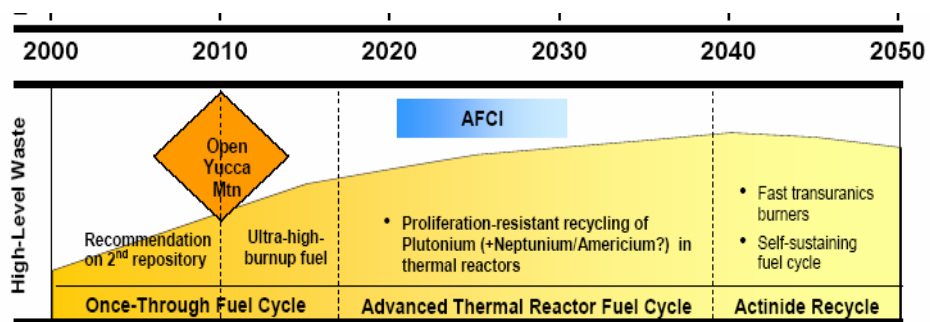 2000 2010 2020 2030 2040 2050
High-Level Waste
AFCI
Open
Yucca
Mtn
Recommendation
on 2nd repository
Ultra-high-
burnup fuel
• Proliferation-resistant recycling of
Plutonium (+Neptunium/Americium?) in
thermal reactors
• Fast transuranics
burners
• Self-sustaining
fuel cycle
Once-Through Fuel Cycle
Advanced Thermal Reactor Fuel Cycle
Actinide Recycle